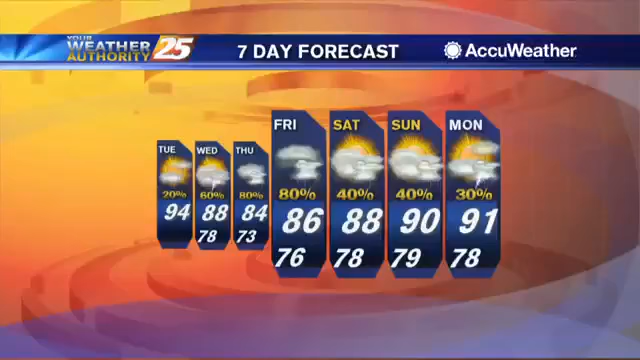 YOUR
WEATHER 25
AUTHORITY
7 DAY FORECAST
AccuWeather
TUE
20%
94
WED
60%
88
78
THU
80%
84
73
FRI
80%
86
76
SAT
40%
88
78
SUN
40%
90
79
MON
30%
91
78